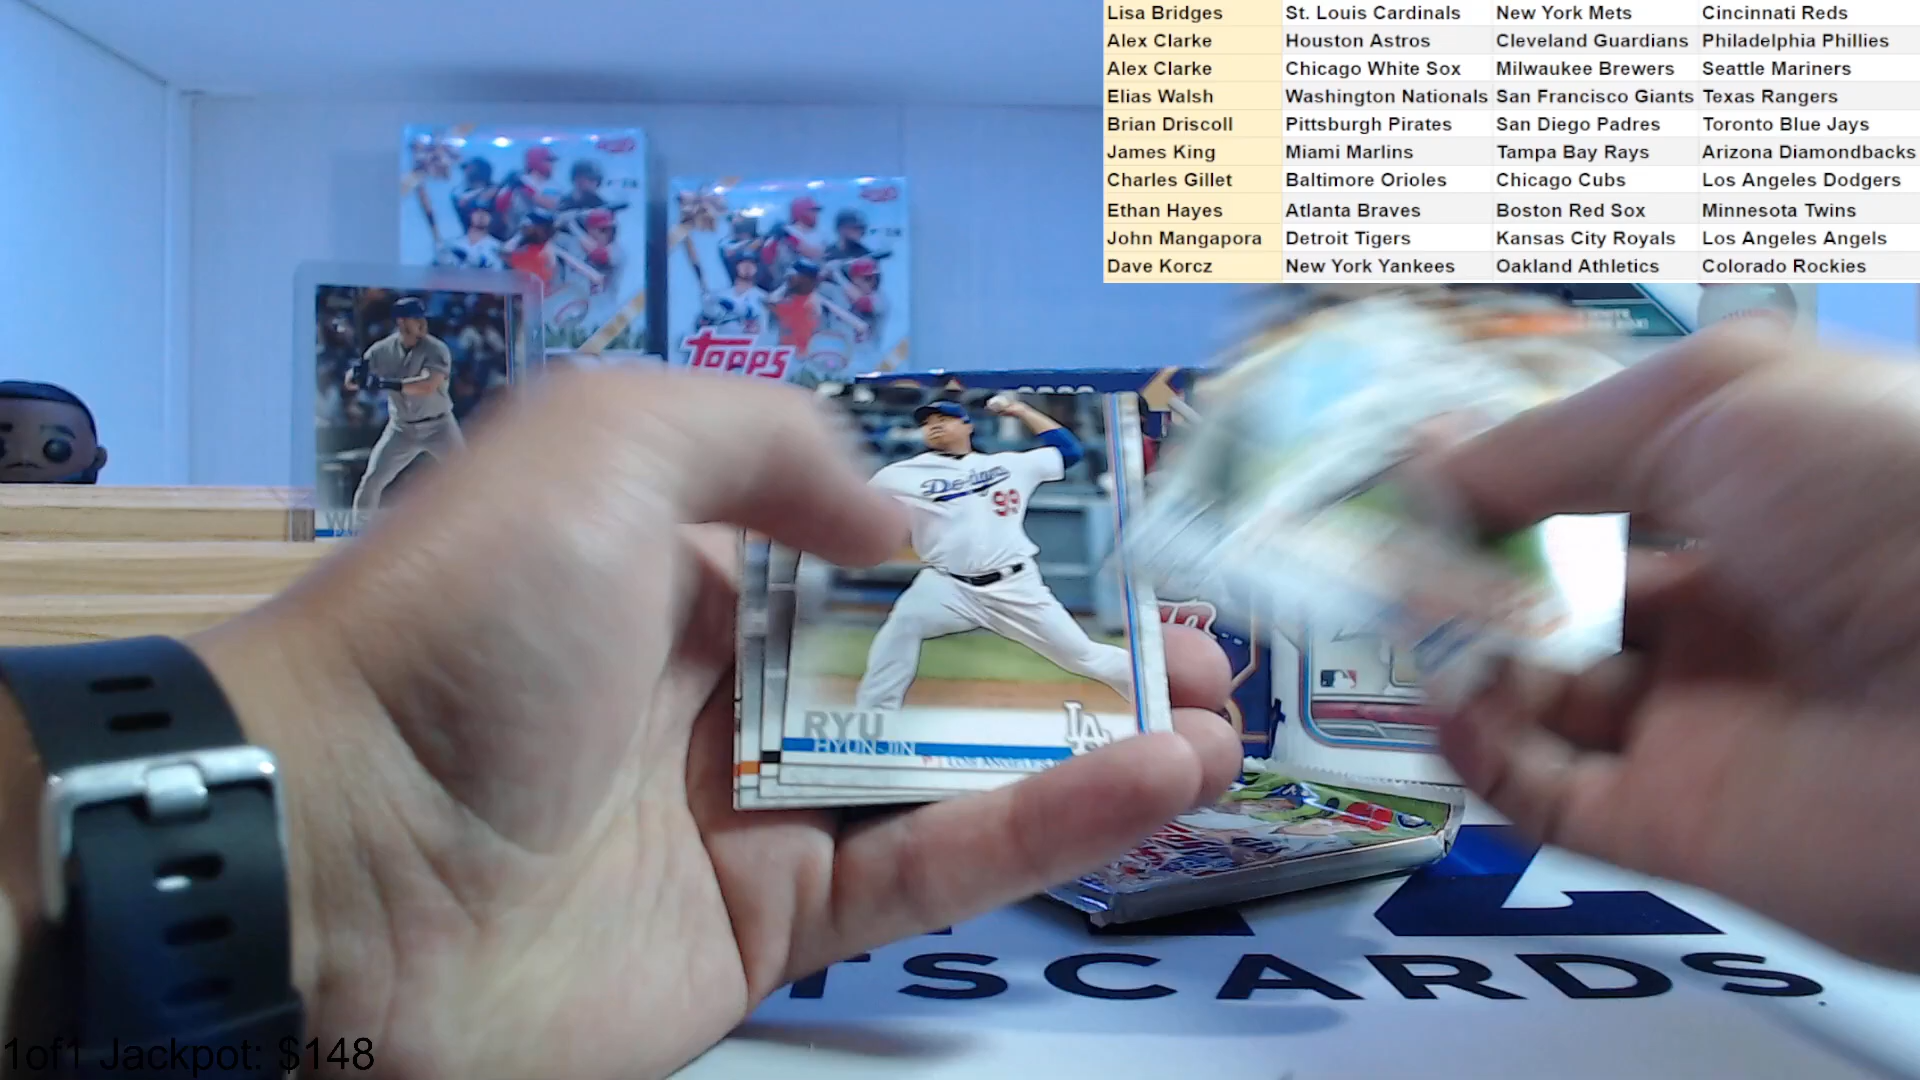 Lisa Bridges St. Louis Cardinals New York Mets Cincinnati Reds
Alex Clarke Houston Astros Cleveland Guardians Philadelphia Phillies
Alex Clarke Chicago White Sox Milwaukee Brewers Seattle Mariners
Elias Walsh Washington Nationals San Francisco Giants Texas Rangers
Brian Driscoll Pittsburgh Pirates San Diego Padres Toronto Blue Jays
James King Miami Marlins Tampa Bay Rays Arizona Diamondbacks
Charles Gillet Baltimore Orioles Chicago Cubs Los Angeles Dodgers
Ethan Hayes Atlanta Braves Boston Red Sox Minnesota Twins
John Mangapora Detroit Tigers Kansas City Royals Los Angeles Angels
Dave Korcz New York Yankees Oakland Athletics Colorado Rockies
Topps
Dodgers
99
RYU
HYUN-JIN
LA
TSCARDS
1of1 Jackpot: $148